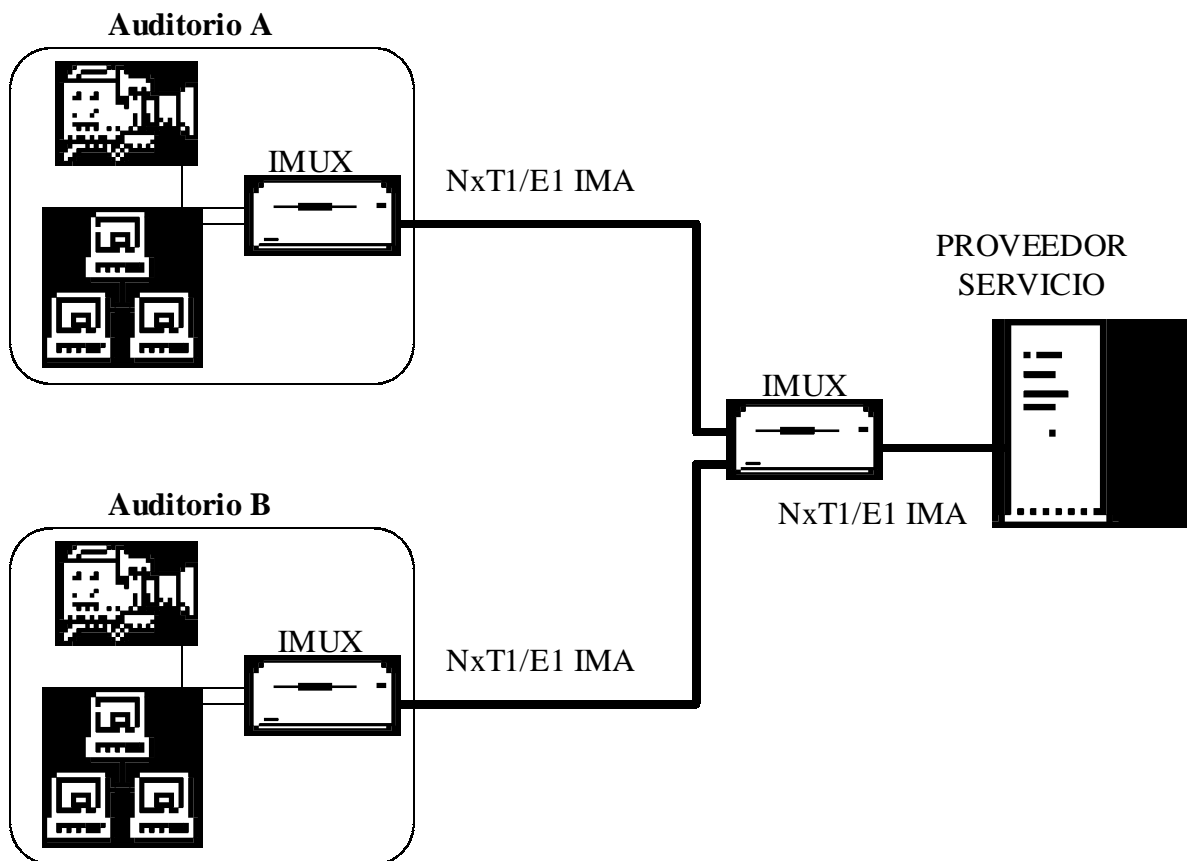 Auditorio A
IMUX
NxT1/E1 IMA
PROVEEDOR
SERVICIO
IMUX
NxT1/E1 IMA
Auditorio B
IMUX
NxT1/E1 IMA